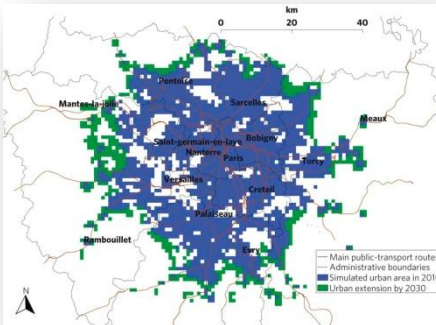 km
0 20 40
Pontoise
Mantes-la-jolie
Sarcelles
Meaux
Saint-germain-en-laye
Bobigny
Nanterre
Paris
Torcy
Versailles
Creteil
Palaiseau
Rambouillet
Evry
N
Main public-transport routes
Administrative boundaries
Simulated urban area in 2010
Urban extension by 2030